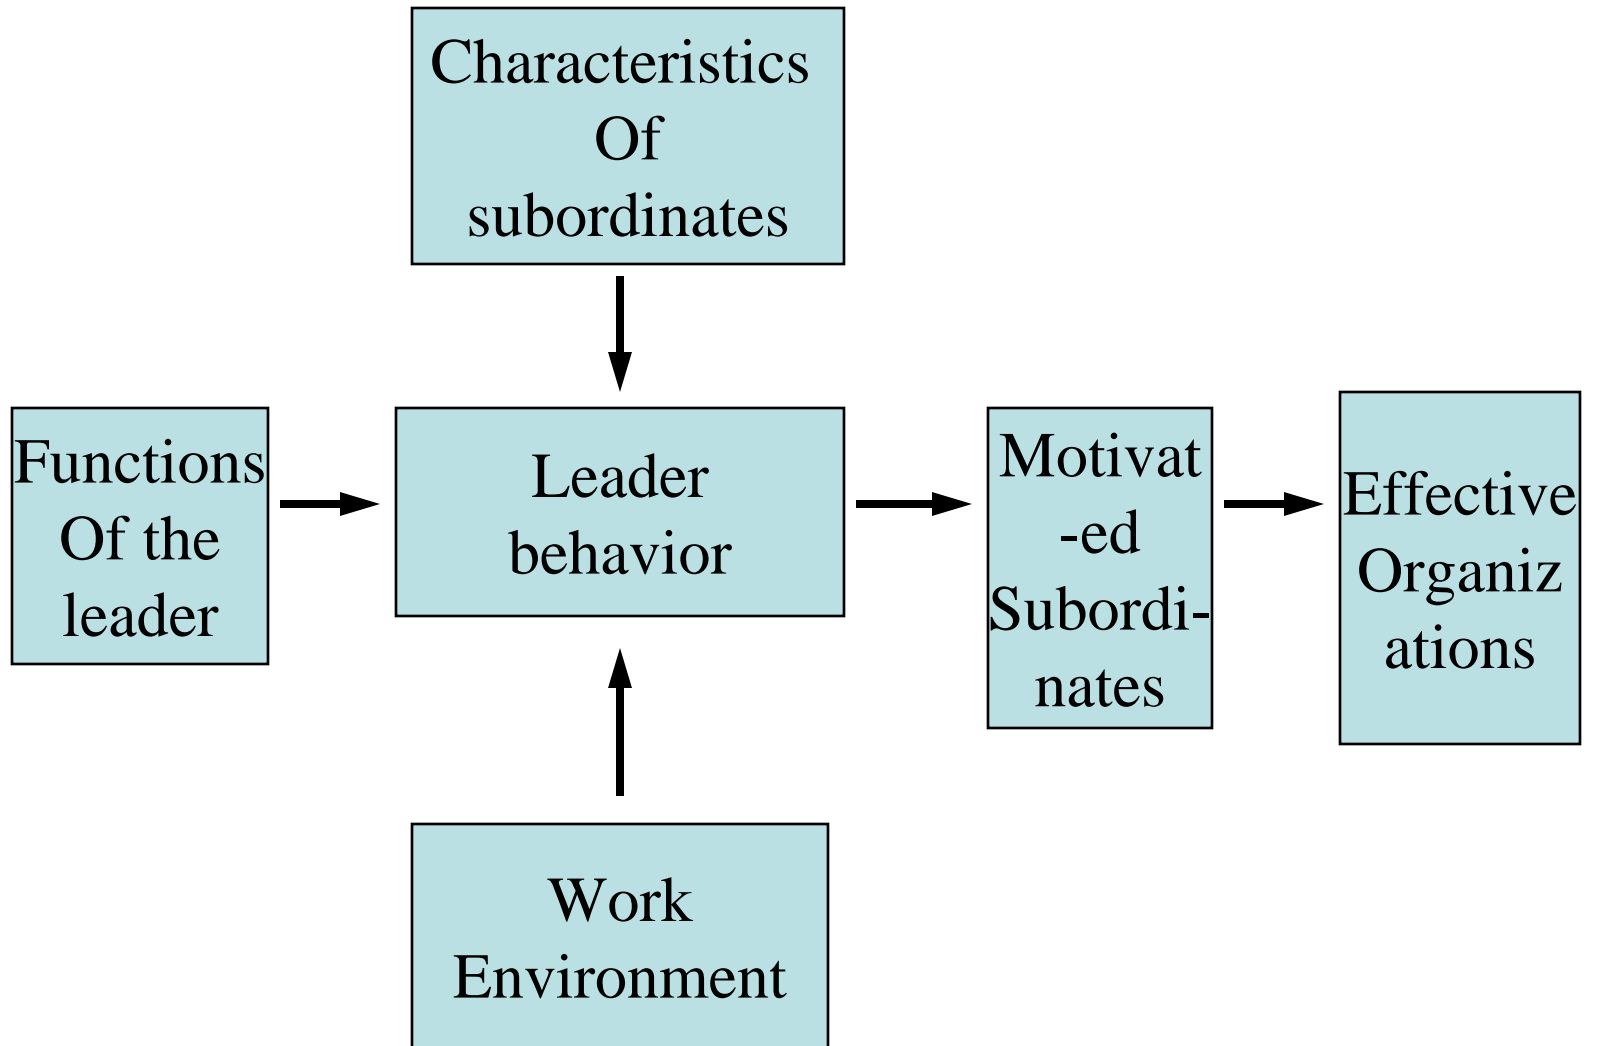 Characteristics
Of
subordinates
Functions
Of the
leader
Leader
behavior
Motivat
-ed
Subordi-
nates
Effective
Organiz
ations
Work
Environment